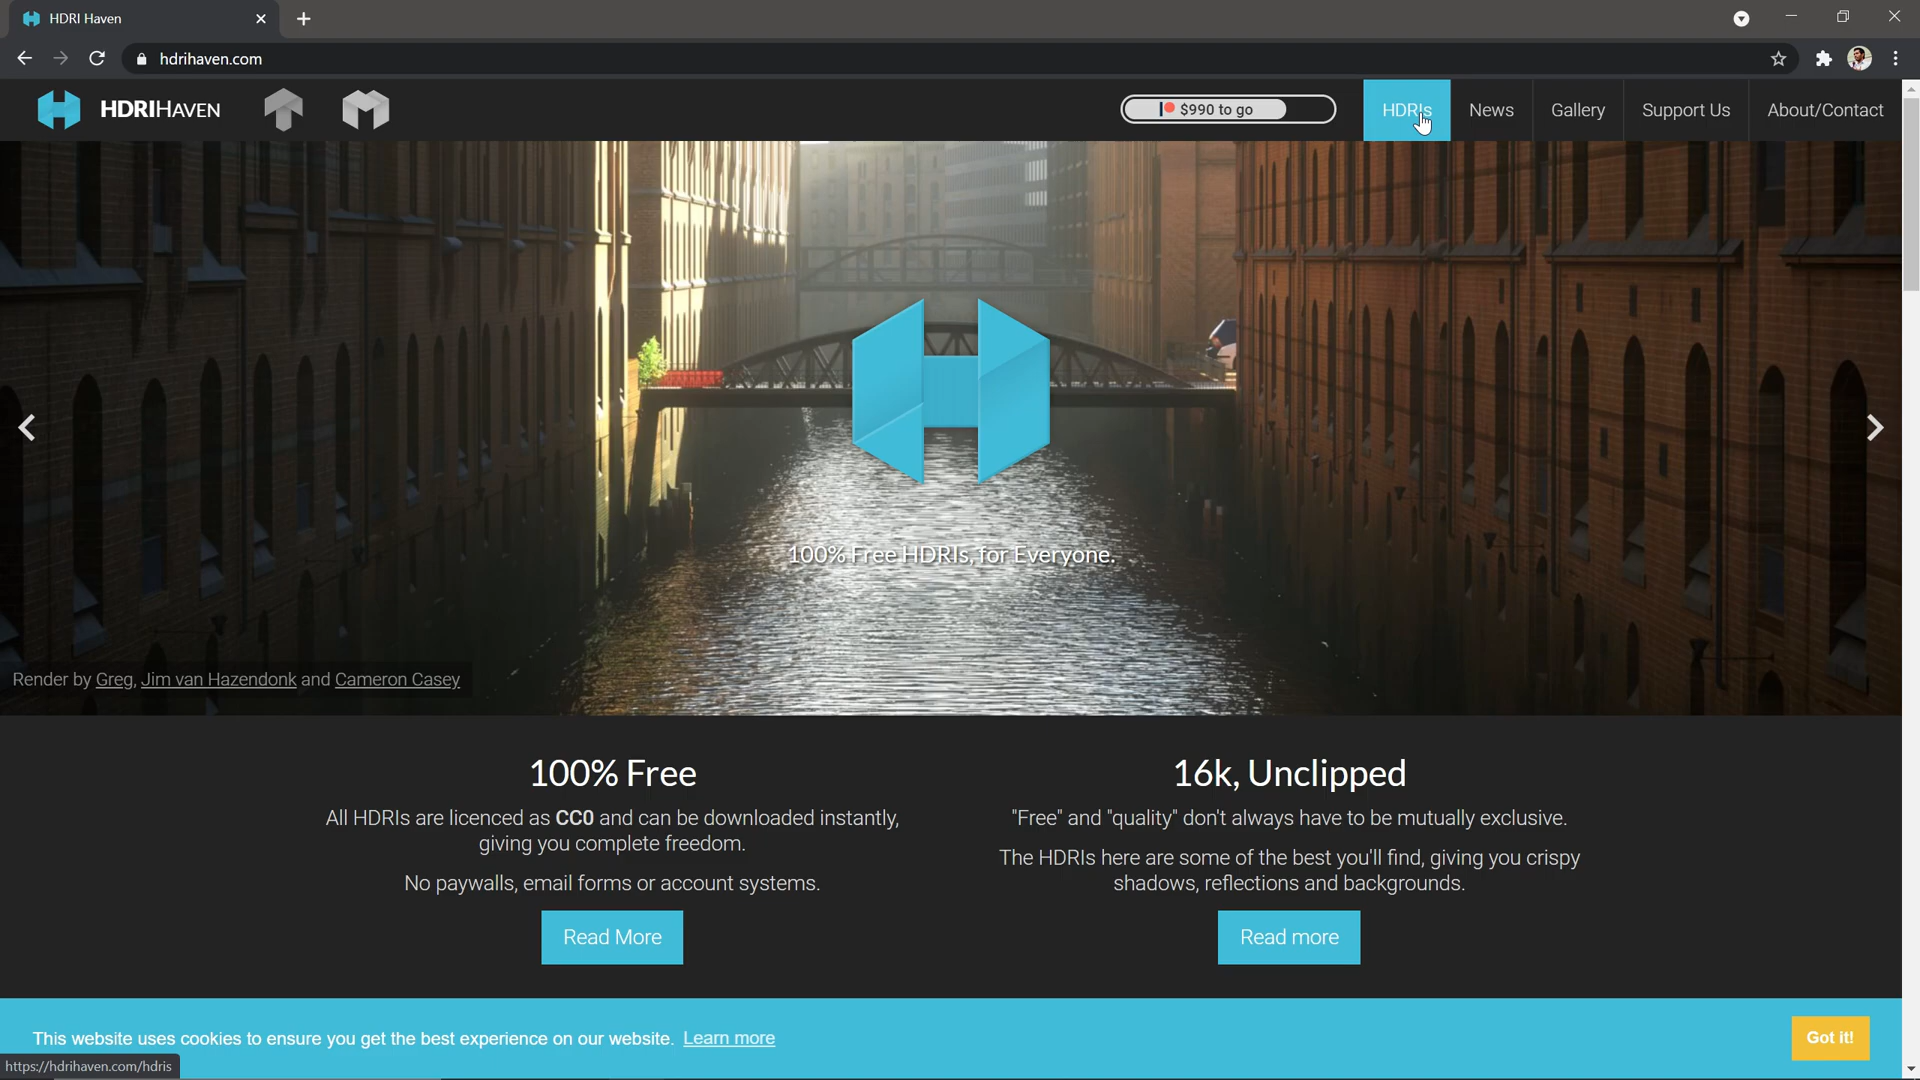 HDRI Haven
hdrihaven.com
HDRIHAVEN
$990 to go
HDRIs
News
Gallery
Support Us
About/Contact
100% Free HDRIs, for Everyone.
Render by Greg, Jim van Hazendonk and Cameron Casey
100% Free
All HDRIs are licenced as CC0 and can be downloaded instantly,
giving you complete freedom.
No paywalls, email forms or account systems.
Read More
16k, Unclipped
"Free" and "quality" don't always have to be mutually exclusive.
The HDRIs here are some of the best you'll find, giving you crispy
shadows, reflections and backgrounds.
Read more
This website uses cookies to ensure you get the best experience on our website. Learn more
Got it!
https://hdrihaven.com/hdris